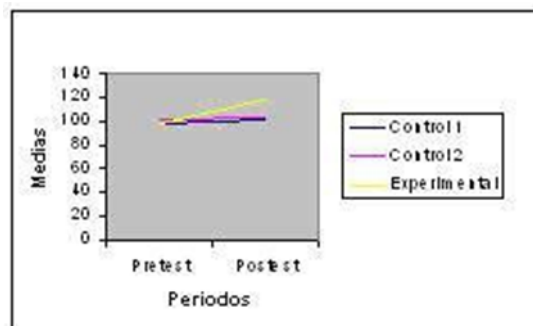 140
120
100
80
60
40
20
0
Medias
Pretest
Postest
Periodos
Control 1
Control 2
Experimental